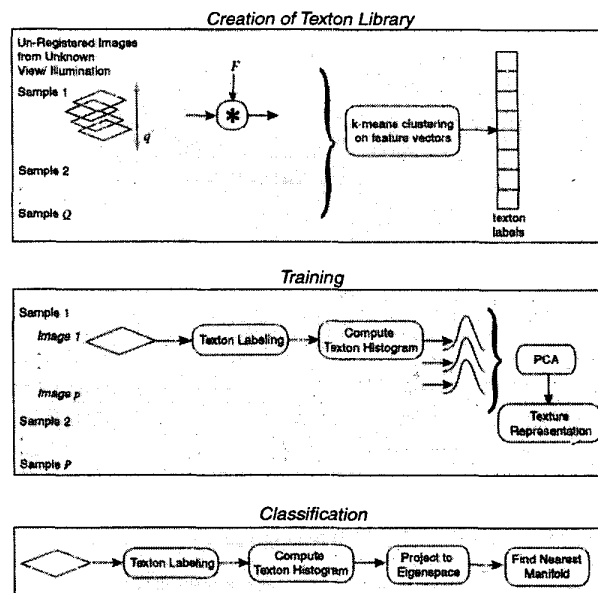 Creation of Texton Library
Un-Registered Images
from Unknown
View/ Illumination
Sample 1
q
F
*
k-means clustering
on feature vectors
Sample 2
Sample Q
texton
labels
Training
Sample 1
Image 1
Texton Labeling
Compute
Texton Histogram
PCA
Image p
Texture
Representation
Sample 2
Sample P
Classification
Texton Labeling
Compute
Texton Histogram
Project to
Eigenspace
Find Nearest
Manifold